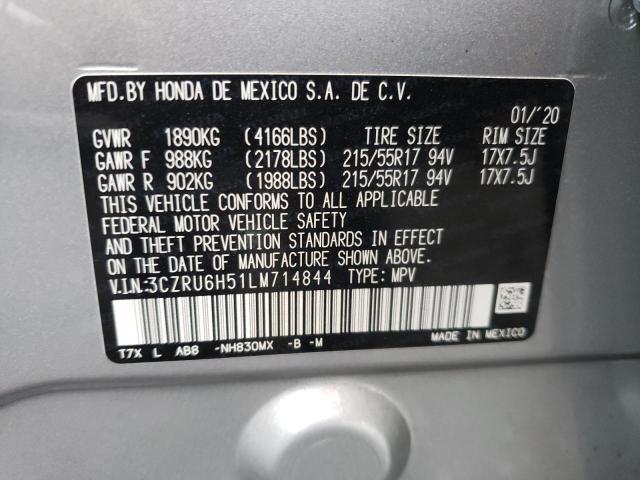 MFD.BY HONDA DE MEXICO S.A. DE C.V.
01/'20
GVWR 1890KG (4166LBS) TIRE SIZE RIM SIZE
GAWR F 988KG (2178LBS) 215/55R17 94V 17X7.5J
GAWR R 902KG (1988LBS) 215/55R17 94V 17X7.5J
THIS VEHICLE CONFORMS TO ALL APPLICABLE
FEDERAL MOTOR VEHICLE SAFETY
AND THEFT PREVENTION STANDARDS IN EFFECT
ON THE DATE OF MANUFACTURE SHOWN ABOVE.
V.I.N:3CZRU6H51LM714844 TYPE: MPV
T7X L AB8 -NH830MX -B -M MADE IN MEXICO